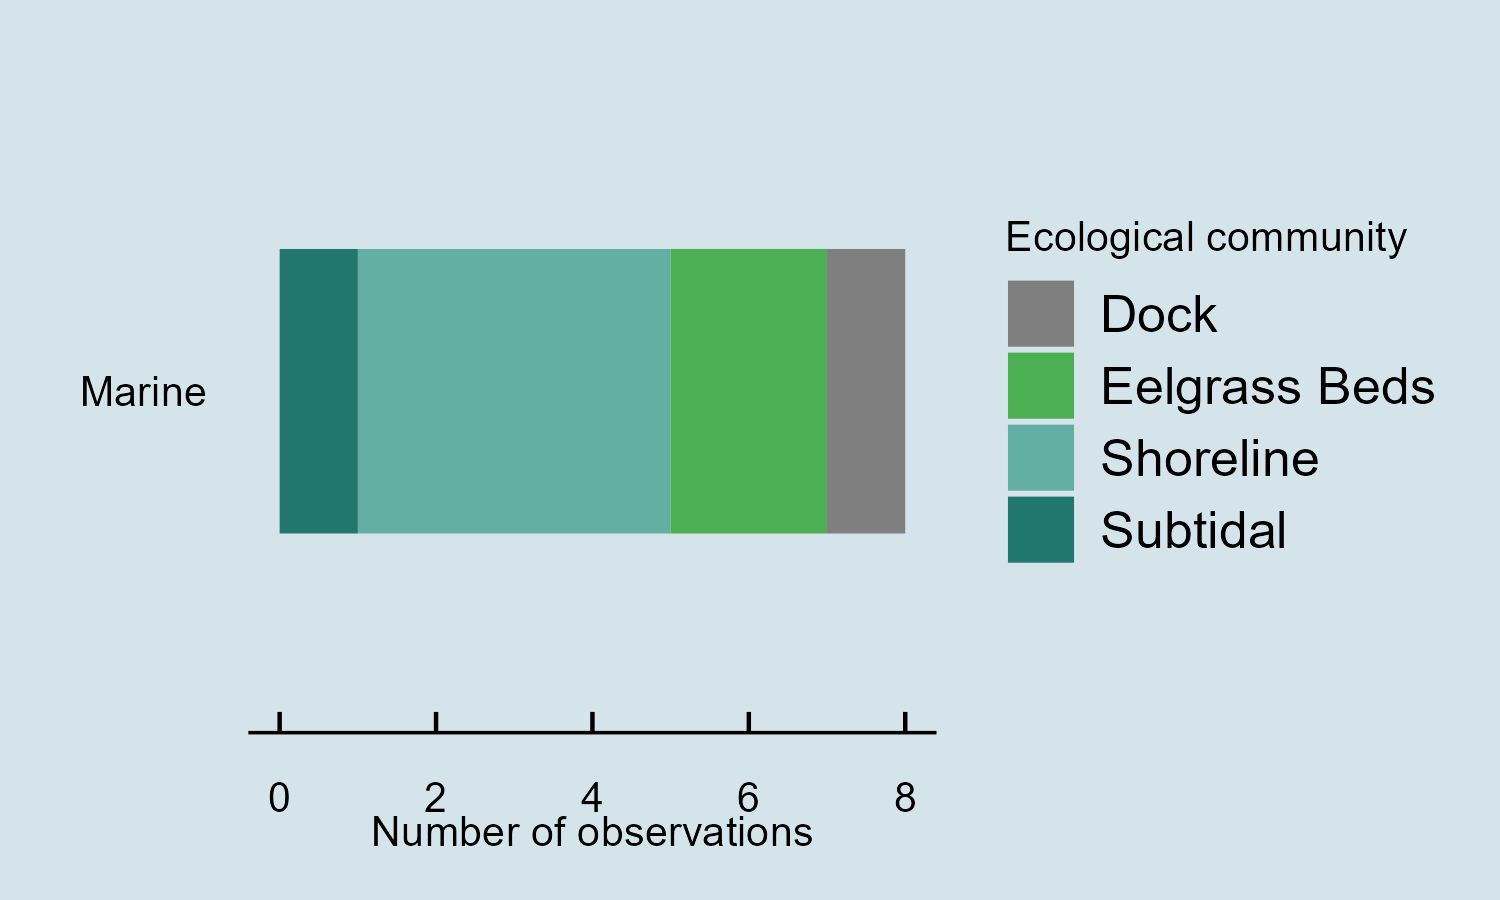 Ecological community
Dock
Eelgrass Beds
Shoreline
Subtidal
Marine
0 2 4 6 8
Number of observations